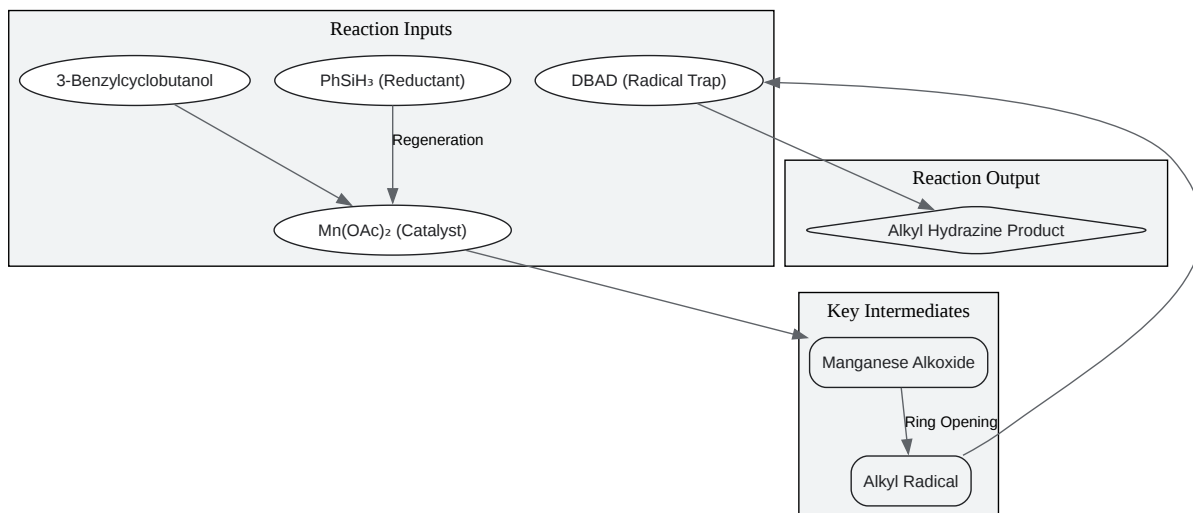 Reaction Inputs
3-Benzylcyclobutanol
PhSiH₃ (Reductant)
DBAD (Radical Trap)
Regeneration
Mn(OAc)₂ (Catalyst)
Reaction Output
Alkyl Hydrazine Product
Key Intermediates
Manganese Alkoxide
Ring Opening
Alkyl Radical